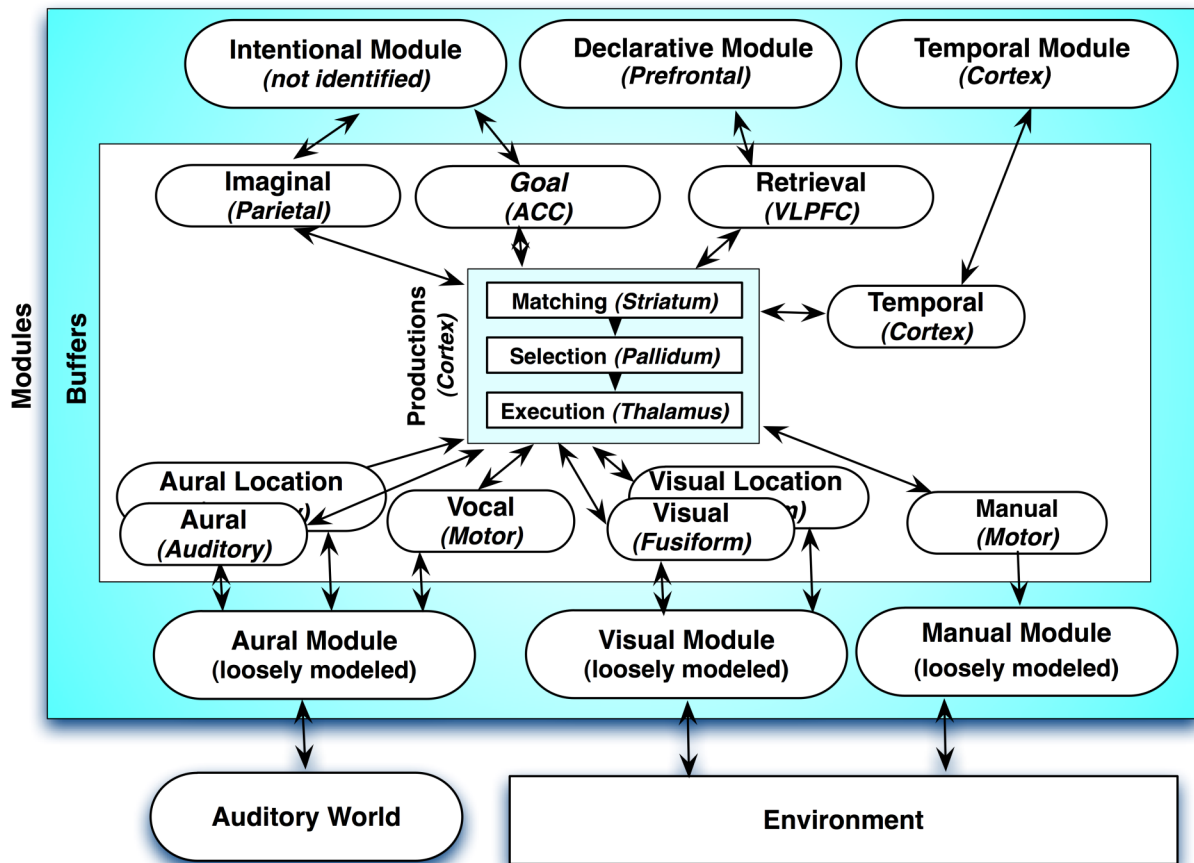 Intentional Module
(not identified)
Declarative Module
(Prefrontal)
Temporal Module
(Cortex)
Imaginal
(Parietal)
Goal
(ACC)
Retrieval
(VLPFC)
Modules
Buffers
Productions
(Cortex)
Matching (Striatum)
Selection (Pallidum)
Execution (Thalamus)
Temporal
(Cortex)
Aural Location
Aural
(Auditory)
Vocal
(Motor)
Visual Location
Visual
(Fusiform)
Manual
(Motor)
Aural Module
(loosely modeled)
Visual Module
(loosely modeled)
Manual Module
(loosely modeled)
Auditory World
Environment